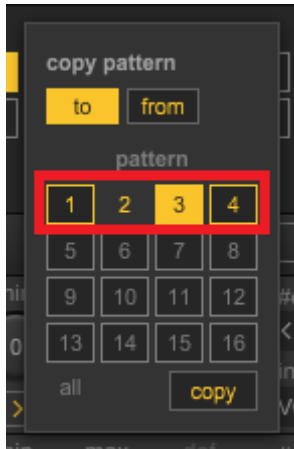 copy pattern
to from
pattern
1 2 3 4
5 6 7 8
9 10 11 12
13 14 15 16
all copy